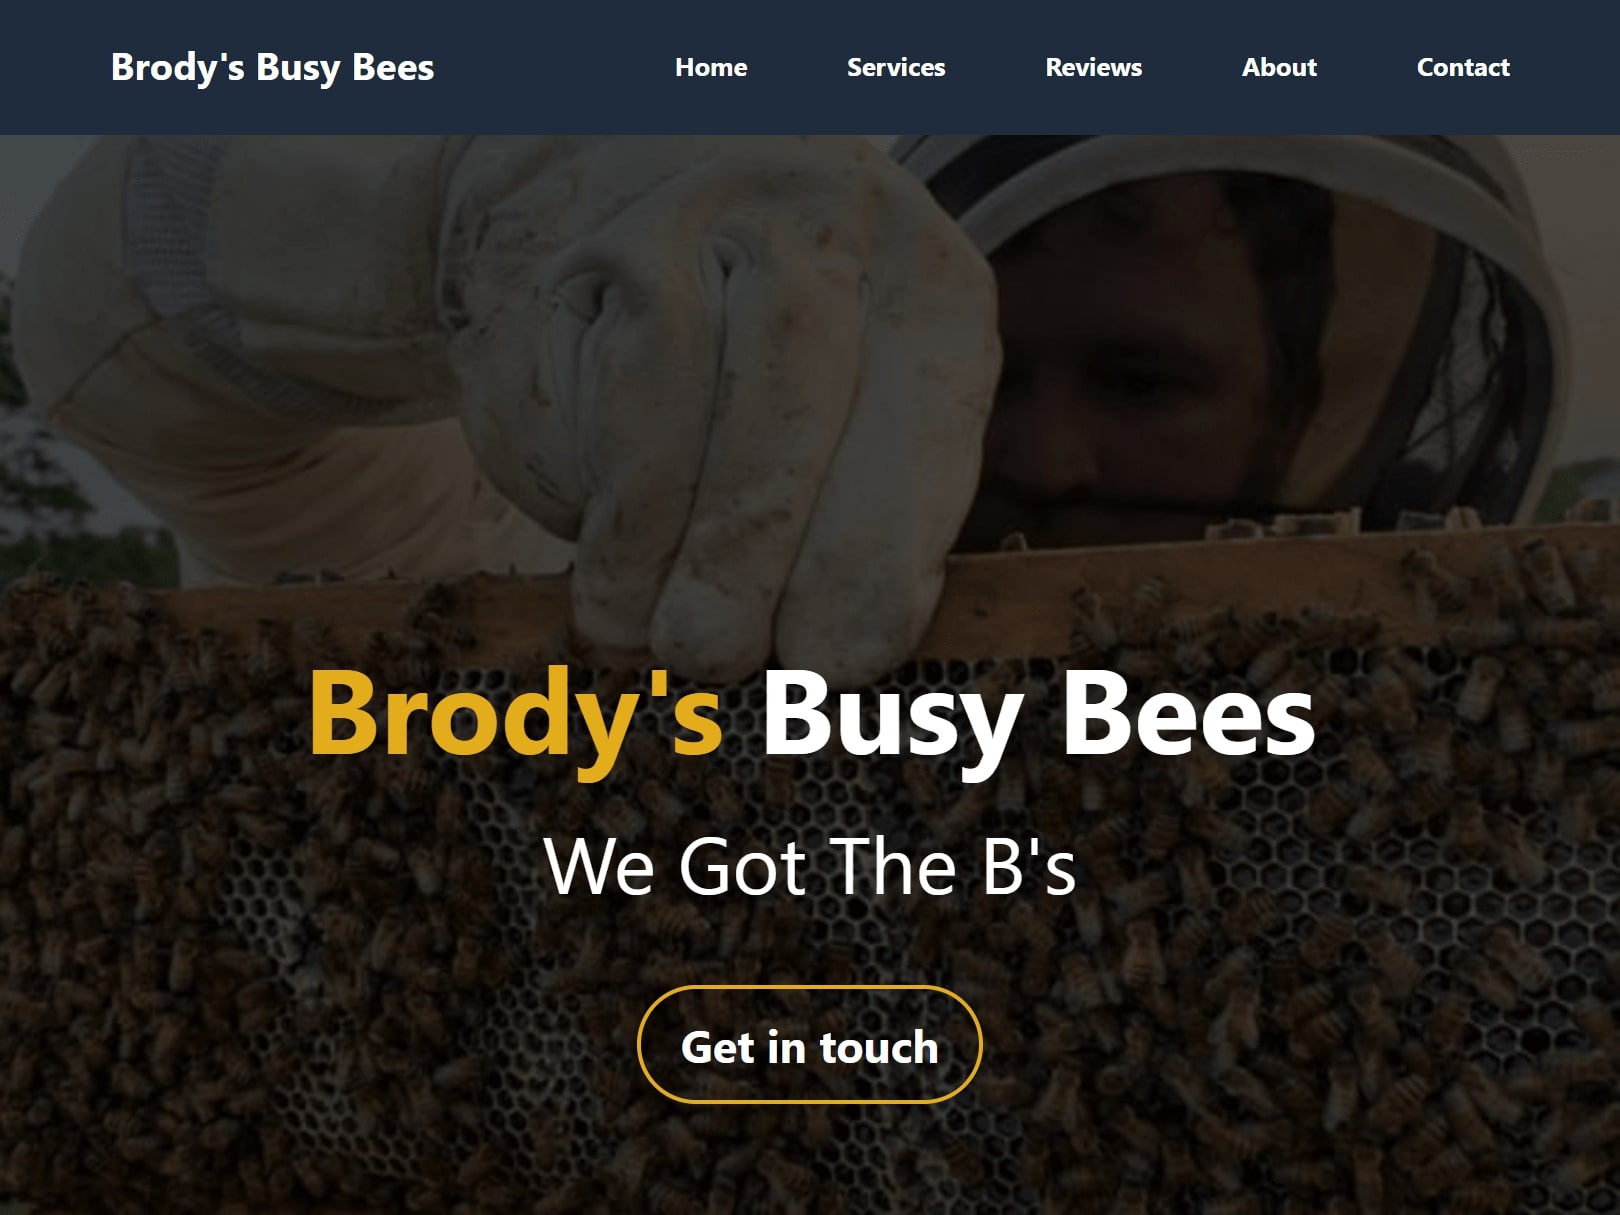 Brody's Busy Bees
Home Services Reviews About Contact
Brody's Busy Bees
We Got The B's
Get in touch